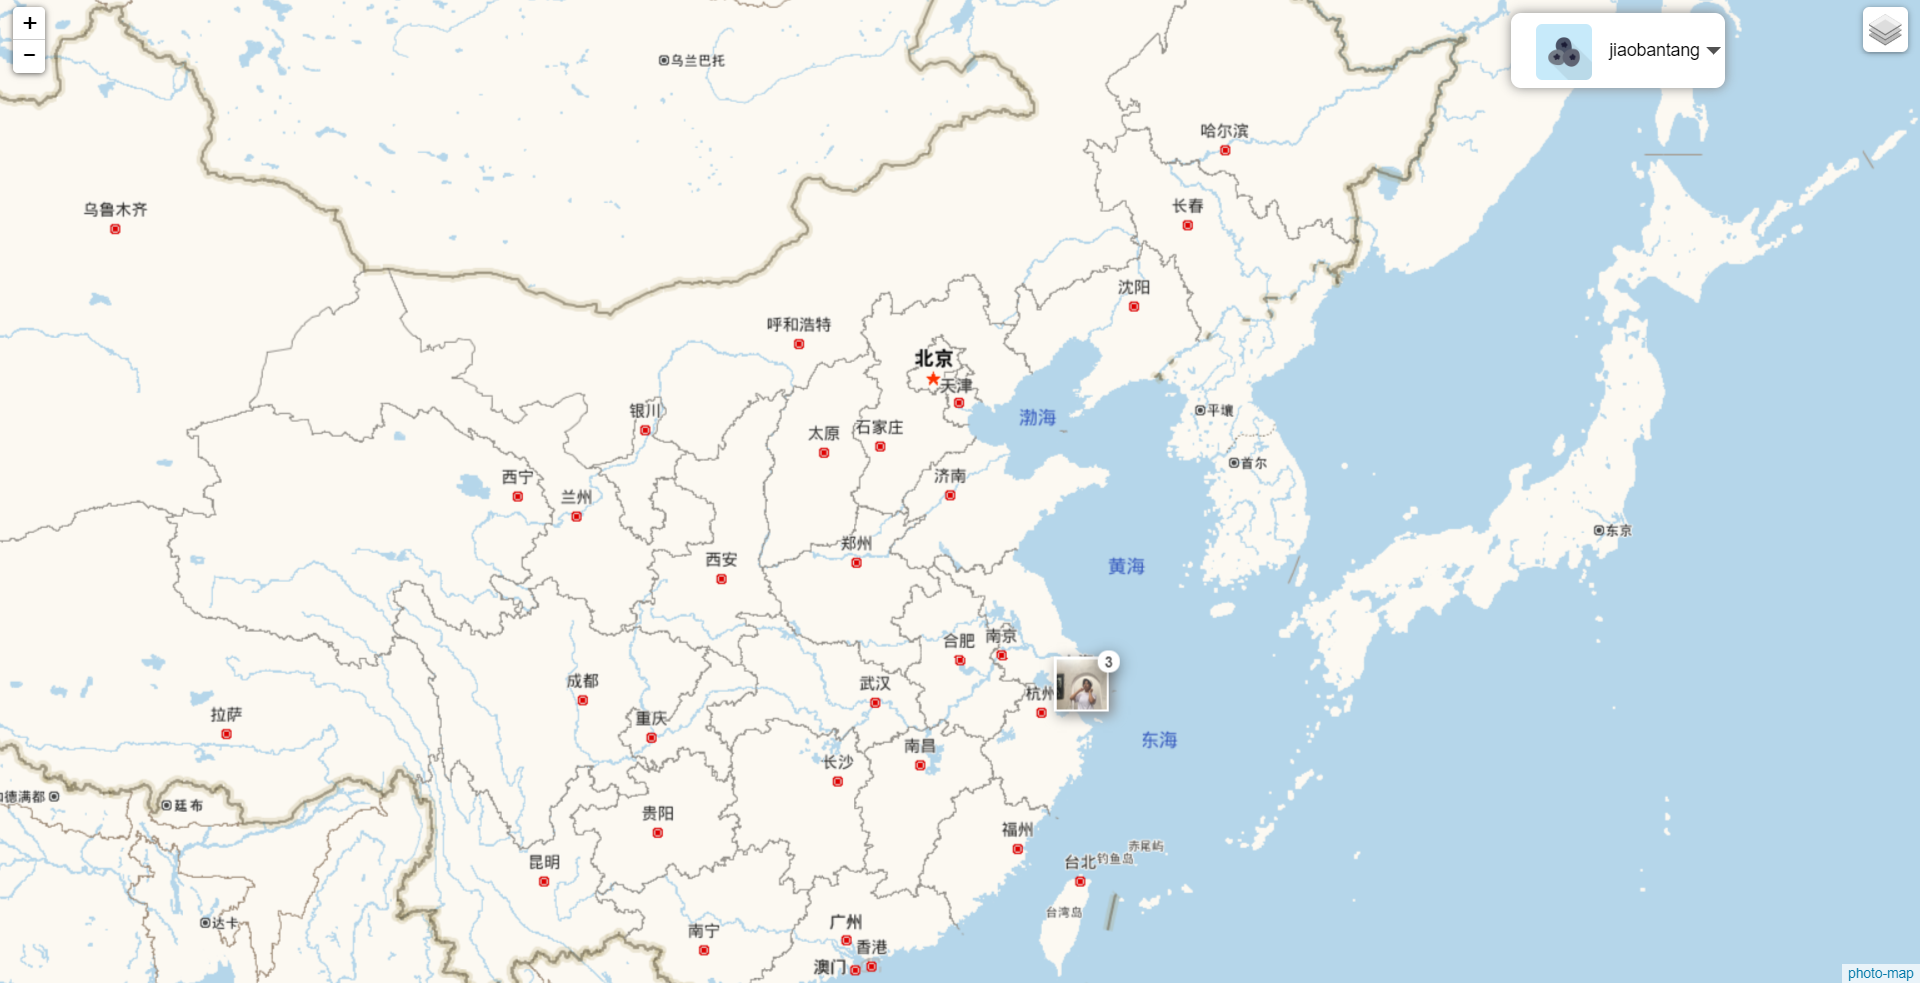 +
−
乌兰巴托
jiaobantang
哈尔滨
乌鲁木齐
长春
沈阳
呼和浩特
北京
天津
银川
太原
石家庄
渤海
平壤
首尔
西宁
兰州
济南
东京
郑州
西安
黄海
合肥
南京
3
成都
武汉
杭州
拉萨
重庆
东海
南昌
长沙
德满都
廷布
贵阳
福州
赤尾屿
昆明
台北
钓鱼岛
台湾岛
达卡
广州
南宁
香港
澳门
photo-map